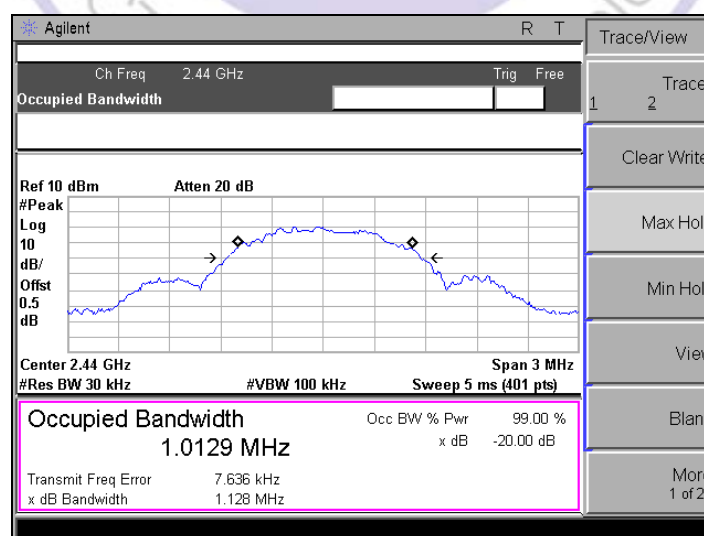 Agilent R T
Trace/View
Ch Freq 2.44 GHz Trig Free
Occupied Bandwidth
Trace
1 2
Clear Write
Max Hol
Min Hol
View
Blan
More
1 of 2
Ref 10 dBm Atten 20 dB
#Peak
Log
10
dB/
Offst
0.5
dB
Center 2.44 GHz Span 3 MHz
#Res BW 30 kHz #VBW 100 kHz Sweep 5 ms (401 pts)
Occupied Bandwidth Occ BW % Pwr 99.00 %
1.0129 MHz x dB -20.00 dB
Transmit Freq Error 7.636 kHz
x dB Bandwidth 1.128 MHz